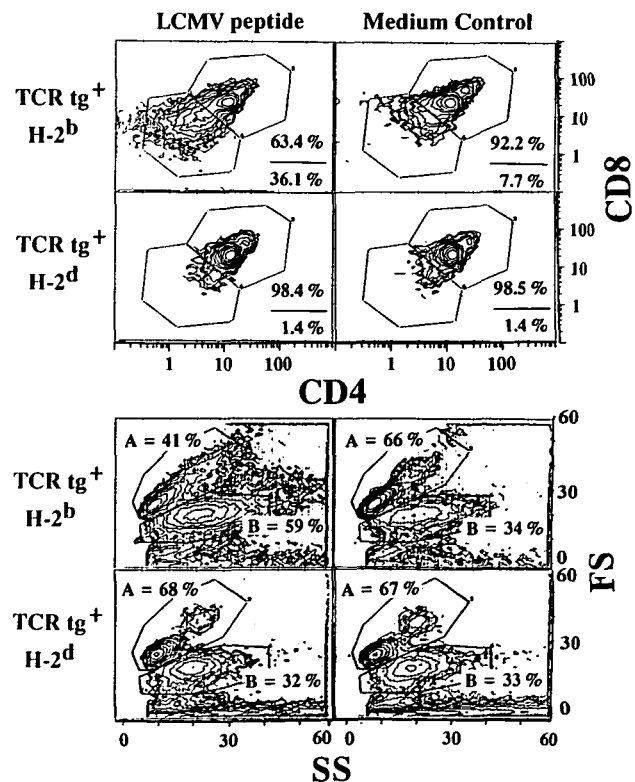 LCMV peptide Medium Control
TCR tg+
H-2b
63.4 %
36.1 %
92.2 %
7.7 %
100
10
1
CD8
TCR tg+
H-2d
98.4 %
1.4 %
98.5 %
1.4 %
100
10
1
1 10 100 1 10 100
CD4
TCR tg+
H-2b
A = 41 %
B = 59 %
A = 66 %
B = 34 %
60
30
0
FS
TCR tg+
H-2d
A = 68 %
B = 32 %
A = 67 %
B = 33 %
60
30
0
0 30 60 0 30 60
SS